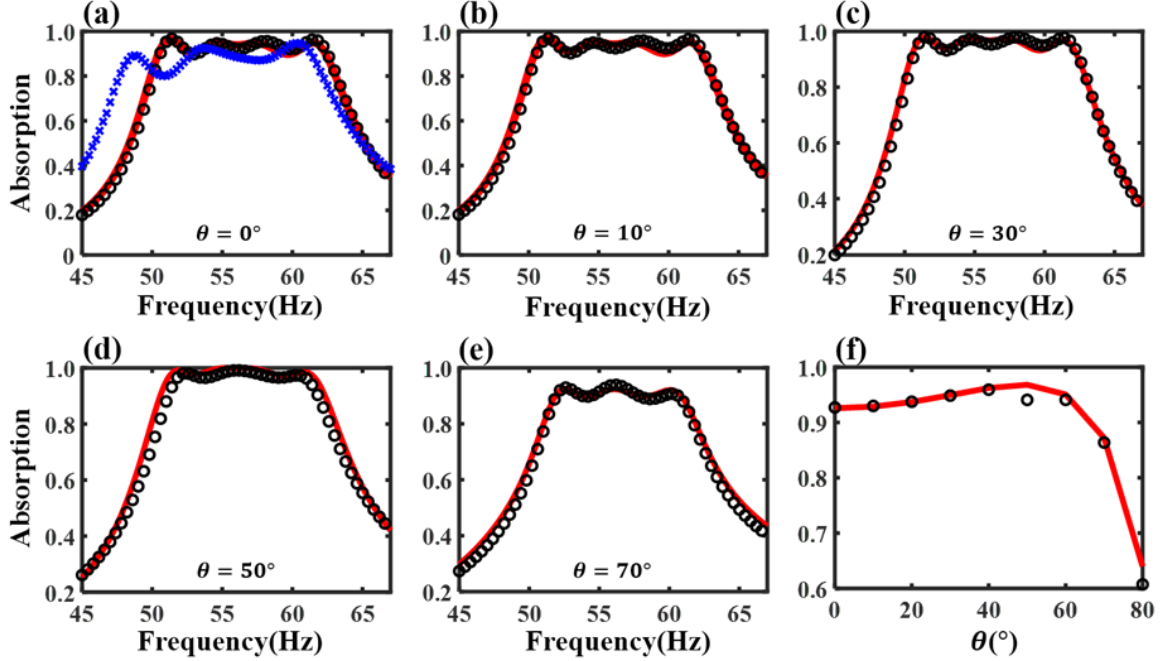 (a)
1.0
0.8
0.6
0.4
0.2
0
Absorption
θ = 0°
45 50 55 60 65
Frequency(Hz)
(b)
1.0
0.8
0.6
0.4
0.2
0
θ = 10°
45 50 55 60 65
Frequency(Hz)
(c)
1.0
0.8
0.6
0.4
0.2
θ = 30°
45 50 55 60 65
Frequency(Hz)
(d)
1.0
0.8
0.6
0.4
0.2
Absorption
θ = 50°
45 50 55 60 65
Frequency(Hz)
(e)
1.0
0.8
0.6
0.4
0.2
θ = 70°
45 50 55 60 65
Frequency(Hz)
(f)
1.0
0.9
0.8
0.7
0.6
0 20 40 60 80
θ(°)